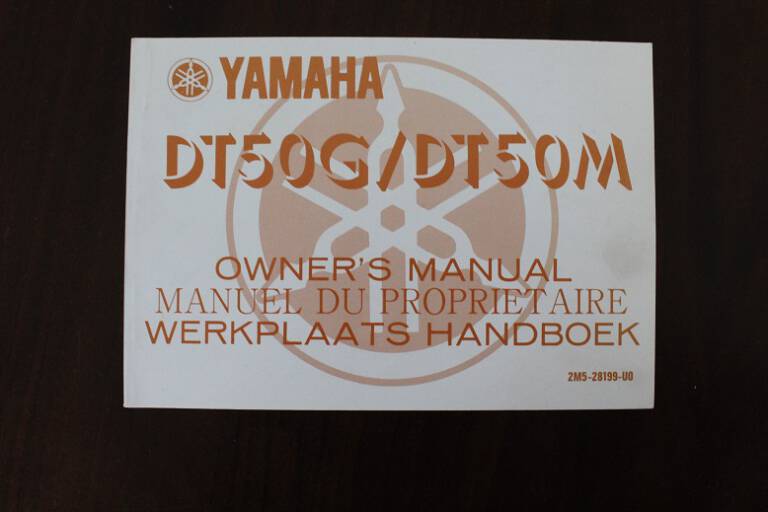 YAMAHA
DT50G/DT50M
OWNER'S MANUAL
MANUEL DU PROPRIETAIRE
WERKPLAATS HANDBOEK
2M5-28199-U0